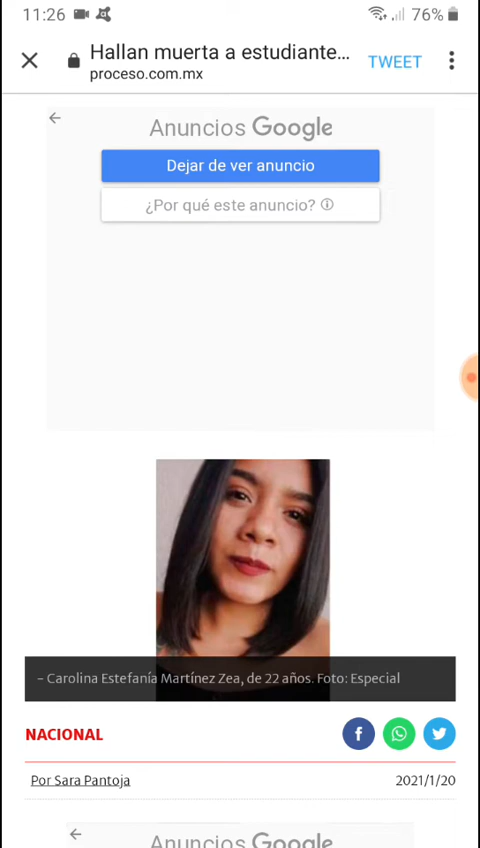 11:26
76%
Hallan muerta a estudiante...
proceso.com.mx
TWEET
Anuncios Google
Dejar de ver anuncio
¿Por qué este anuncio?
– Carolina Estefanía Martínez Zea, de 22 años. Foto: Especial
NACIONAL
Por Sara Pantoja
2021/1/20
Anuncios Google